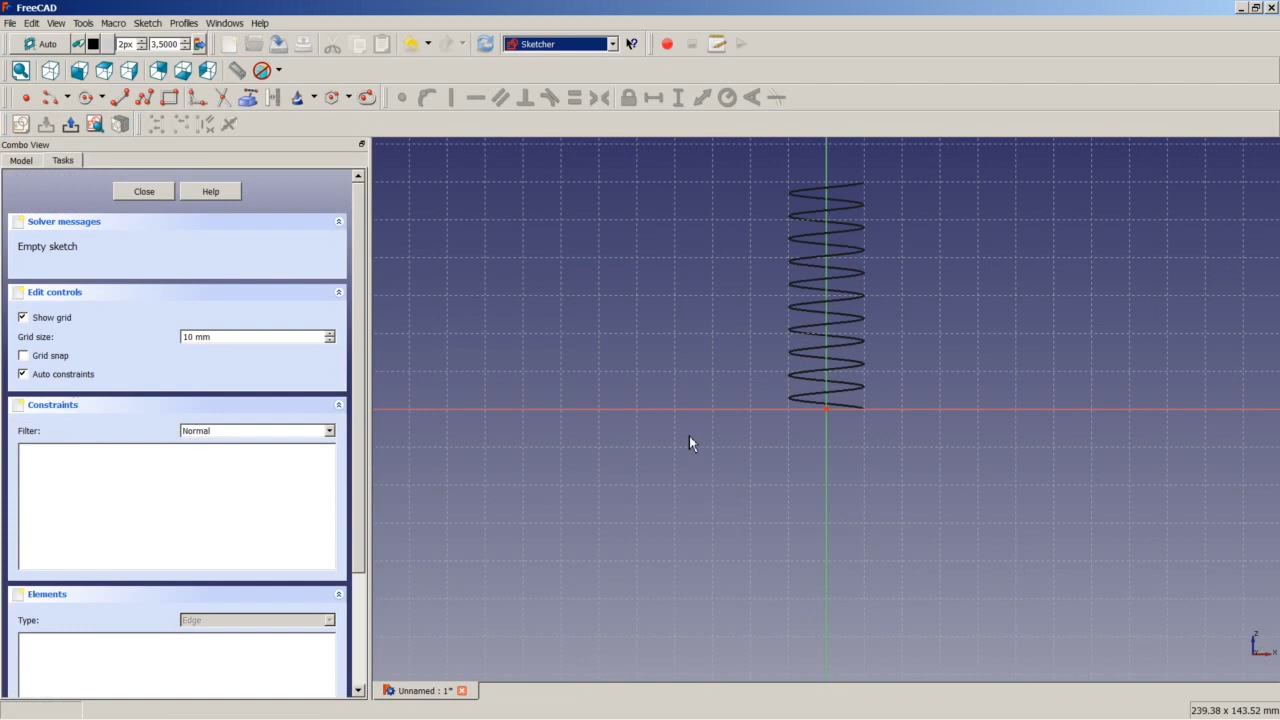 FreeCAD
File Edit View Tools Macro Sketch Profiles Windows Help
Auto 2px 3,5000 Sketcher
Combo View
Model Tasks
Close Help
Solver messages
Empty sketch
Edit controls
Show grid
Grid size: 10 mm
Grid snap
Auto constraints
Constraints
Filter: Normal
Elements
Type: Edge
z
x
Unnamed : 1*
239.38 x 143.52 mm